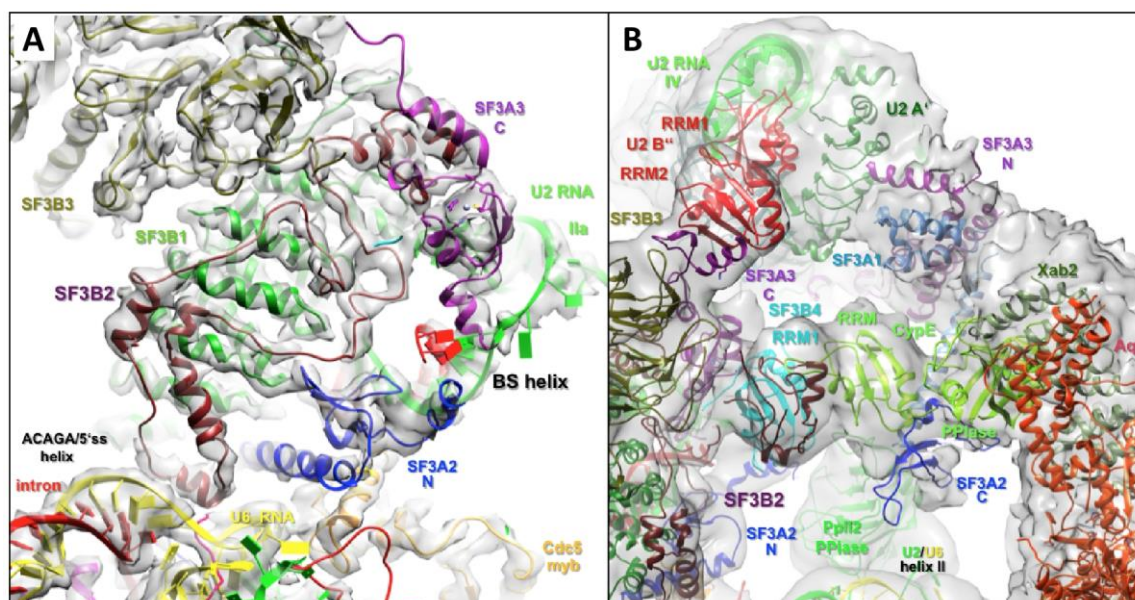 A
SF3A3
C
U2 RNA
IIa
SF3B3
SF3B1
SF3B2
BS helix
ACAGA/5'ss
helix
SF3A2
N
intron
U6 RNA
Cdc5
myb
B
U2 RNA
IV
RRM1
U2 A'
U2 B"
SF3A3
N
RRM2
SF3B3
SF3A1
Xab2
SF3A3
C
SF3B4
RRM1
RRM
CypE
Aq
PPIase
SF3B2
SF3A2
C
SF3A2
N
Ppil2
PPIase
U2/U6
helix II